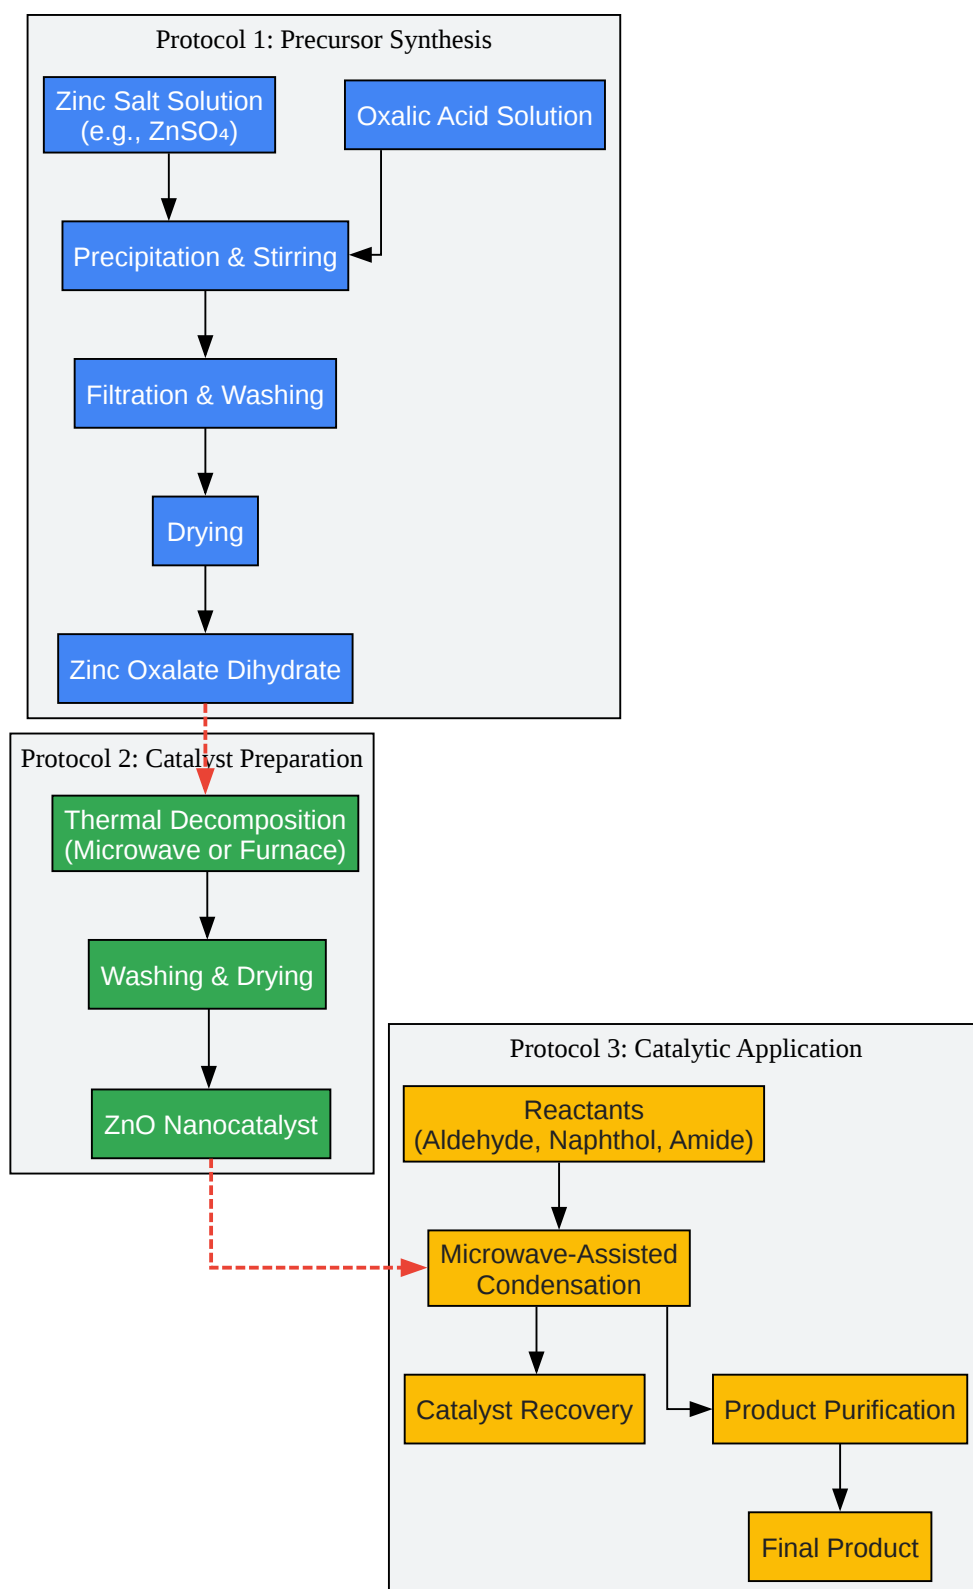 Protocol 1: Precursor Synthesis
Zinc Salt Solution
(e.g., ZnSO₄)
Oxalic Acid Solution
Precipitation & Stirring
Filtration & Washing
Drying
Zinc Oxalate Dihydrate
Protocol 2: Catalyst Preparation
Thermal Decomposition
(Microwave or Furnace)
Washing & Drying
ZnO Nanocatalyst
Protocol 3: Catalytic Application
Reactants
(Aldehyde, Naphthol, Amide)
Microwave-Assisted
Condensation
Catalyst Recovery
Product Purification
Final Product